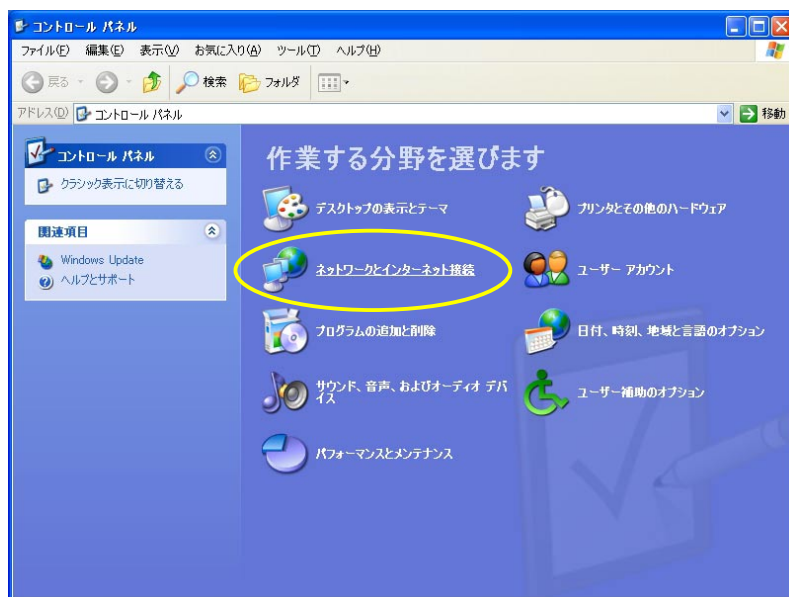 コントロール パネル
ファイル(F) 編集(E) 表示(V) お気に入り(A) ツール(T) ヘルプ(H)
戻る 検索 フォルダ
アドレス(D) コントロール パネル 移動
コントロール パネル
クラシック表示に切り替える
関連項目
Windows Update
ヘルプとサポート
作業する分野を選びます
デスクトップの表示とテーマ
プリンタとその他のハードウェア
ネットワークとインターネット接続
ユーザー アカウント
プログラムの追加と削除
日付、時刻、地域と言語のオプション
サウンド、音声、およびオーディオ デバ
イス
ユーザー補助のオプション
パフォーマンスとメンテナンス